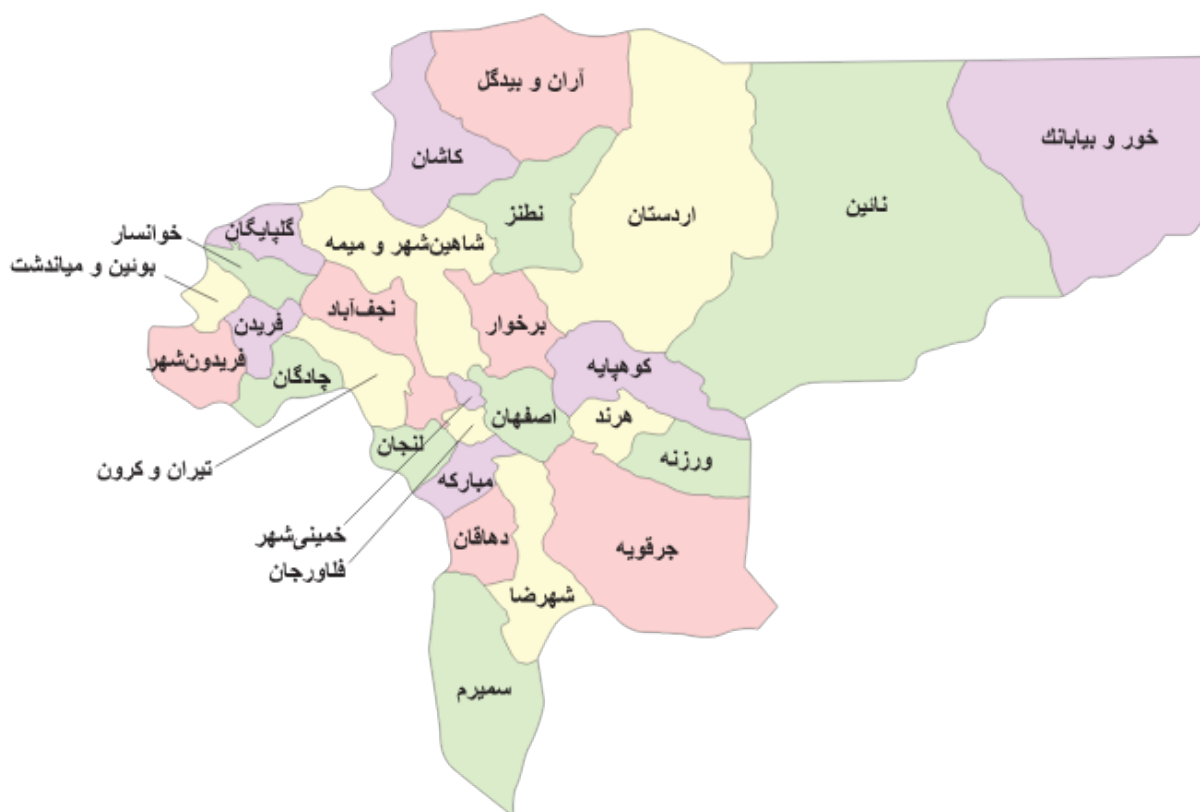 آران و بیدگل
خور و بیابانك
کاشان
نطنز
اردستان
نائین
گلپایگان
خوانسار
شاهین‌شهر و میمه
بوئین و میاندشت
نجف‌آباد
برخوار
فریدن
فریدون‌شهر
کوهپایه
چادگان
اصفهان
هرند
لنجان
ورزنه
تیران و کرون
مبارکه
خمینی‌شهر
دهاقان
جرقویه
فلاورجان
شهرضا
سمیرم